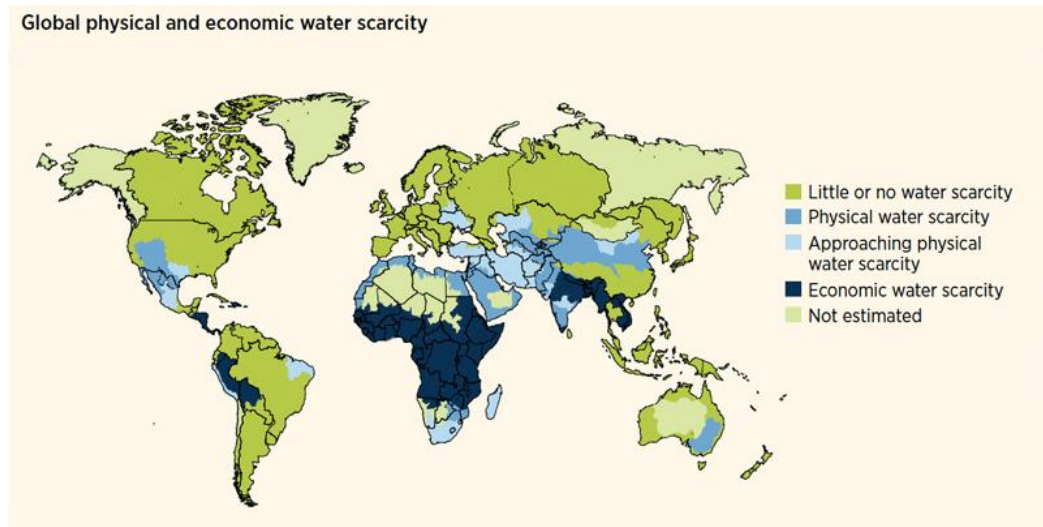 Global physical and economic water scarcity
Little or no water scarcity
Physical water scarcity
Approaching physical
water scarcity
Economic water scarcity
Not estimated